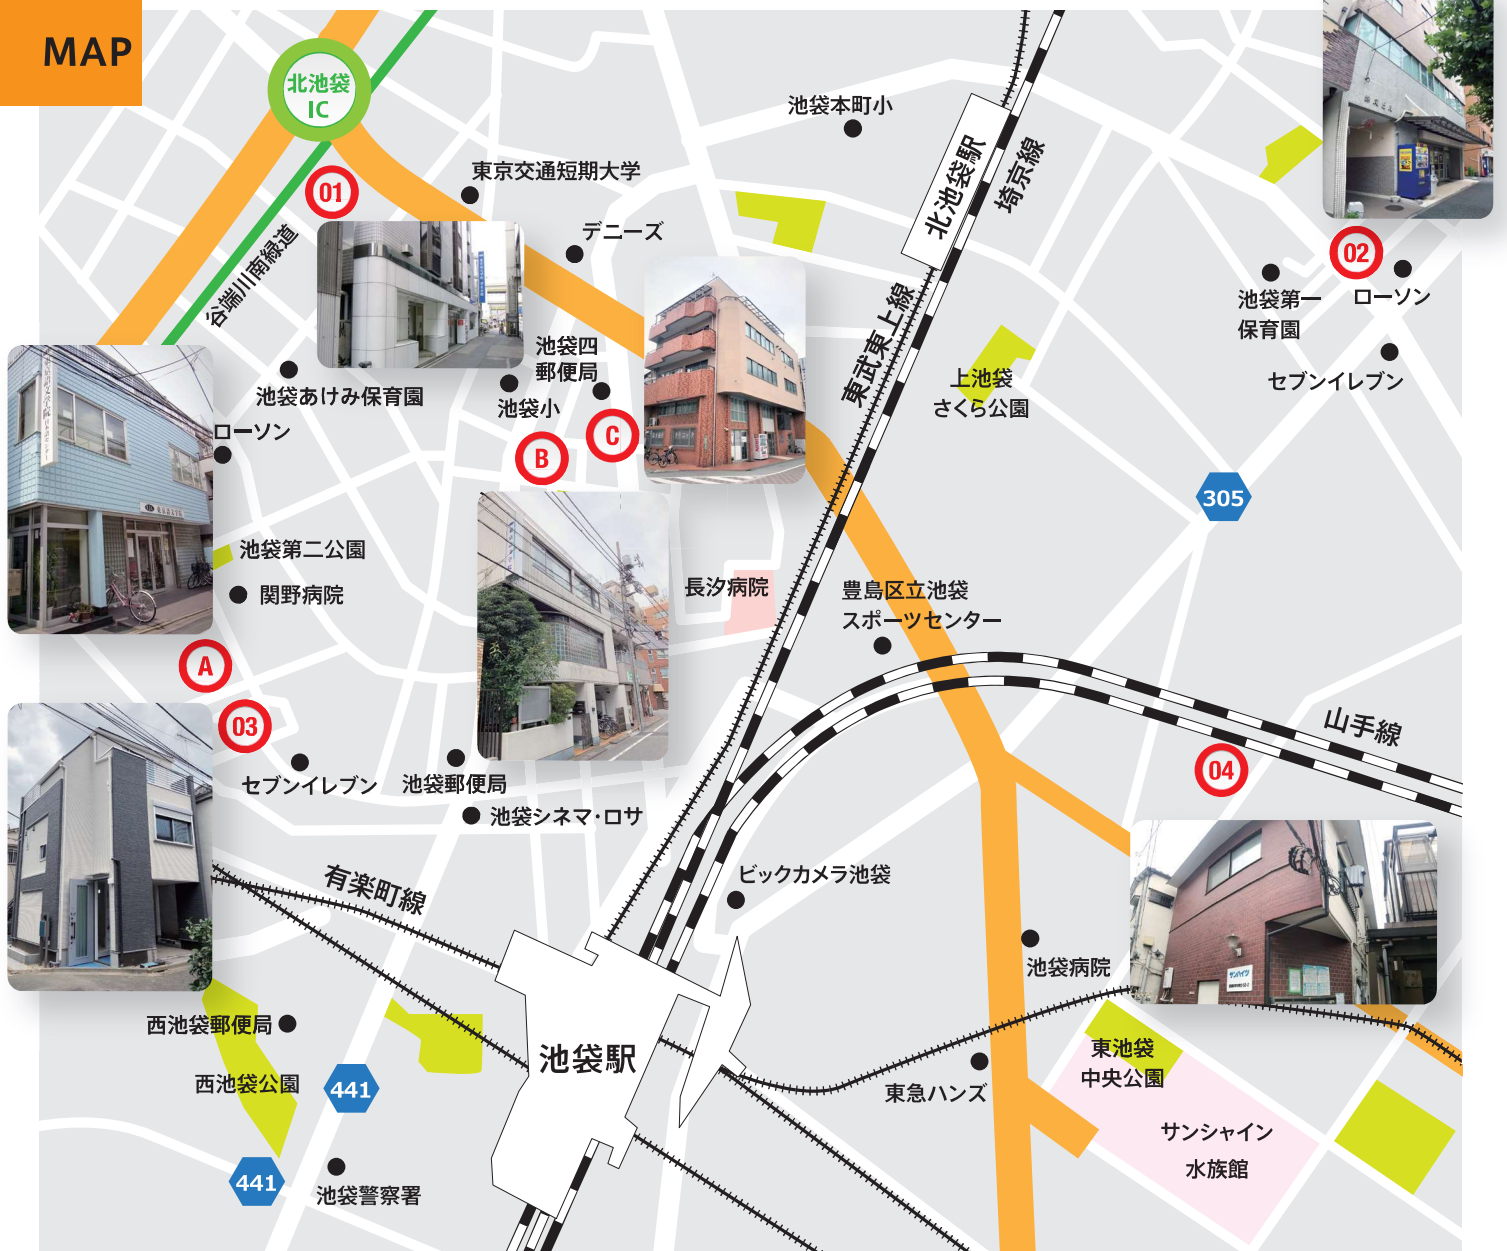 MAP
北池袋
IC
01
谷端川南緑道
東京交通短期大学
デニーズ
池袋本町小
北池袋駅
埼京線
東武東上線
02
池袋第一
保育園
ローソン
セブンイレブン
上池袋
さくら公園
305
池袋あけみ保育園
池袋四
郵便局
池袋小
B
C
ローソン
池袋第二公園
関野病院
A
03
長汐病院
豊島区立池袋
スポーツセンター
山手線
04
セブンイレブン
池袋郵便局
池袋シネマ・ロサ
有楽町線
ビックカメラ池袋
池袋病院
サンハイツ
西池袋郵便局
西池袋公園
441
441
池袋警察署
池袋駅
東急ハンズ
東池袋
中央公園
サンシャイン
水族館